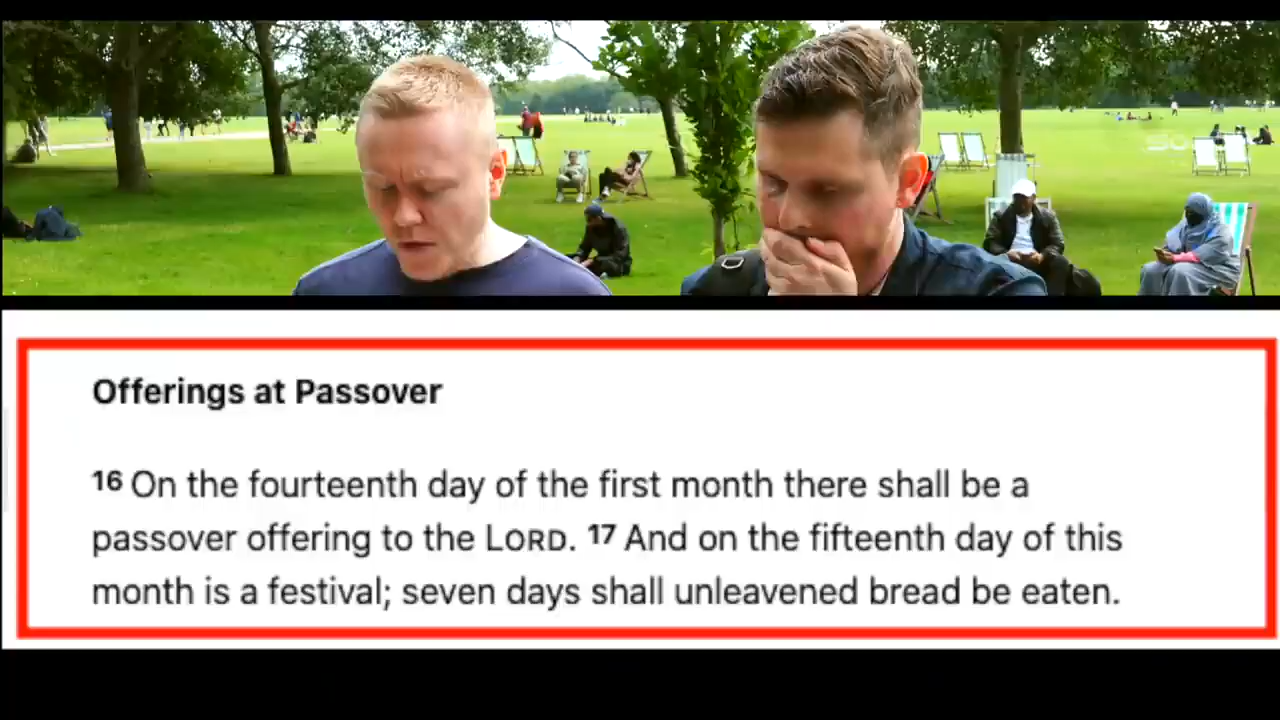 Offerings at Passover
16 On the fourteenth day of the first month there shall be a
passover offering to the LORD. 17 And on the fifteenth day of this
month is a festival; seven days shall unleavened bread be eaten.